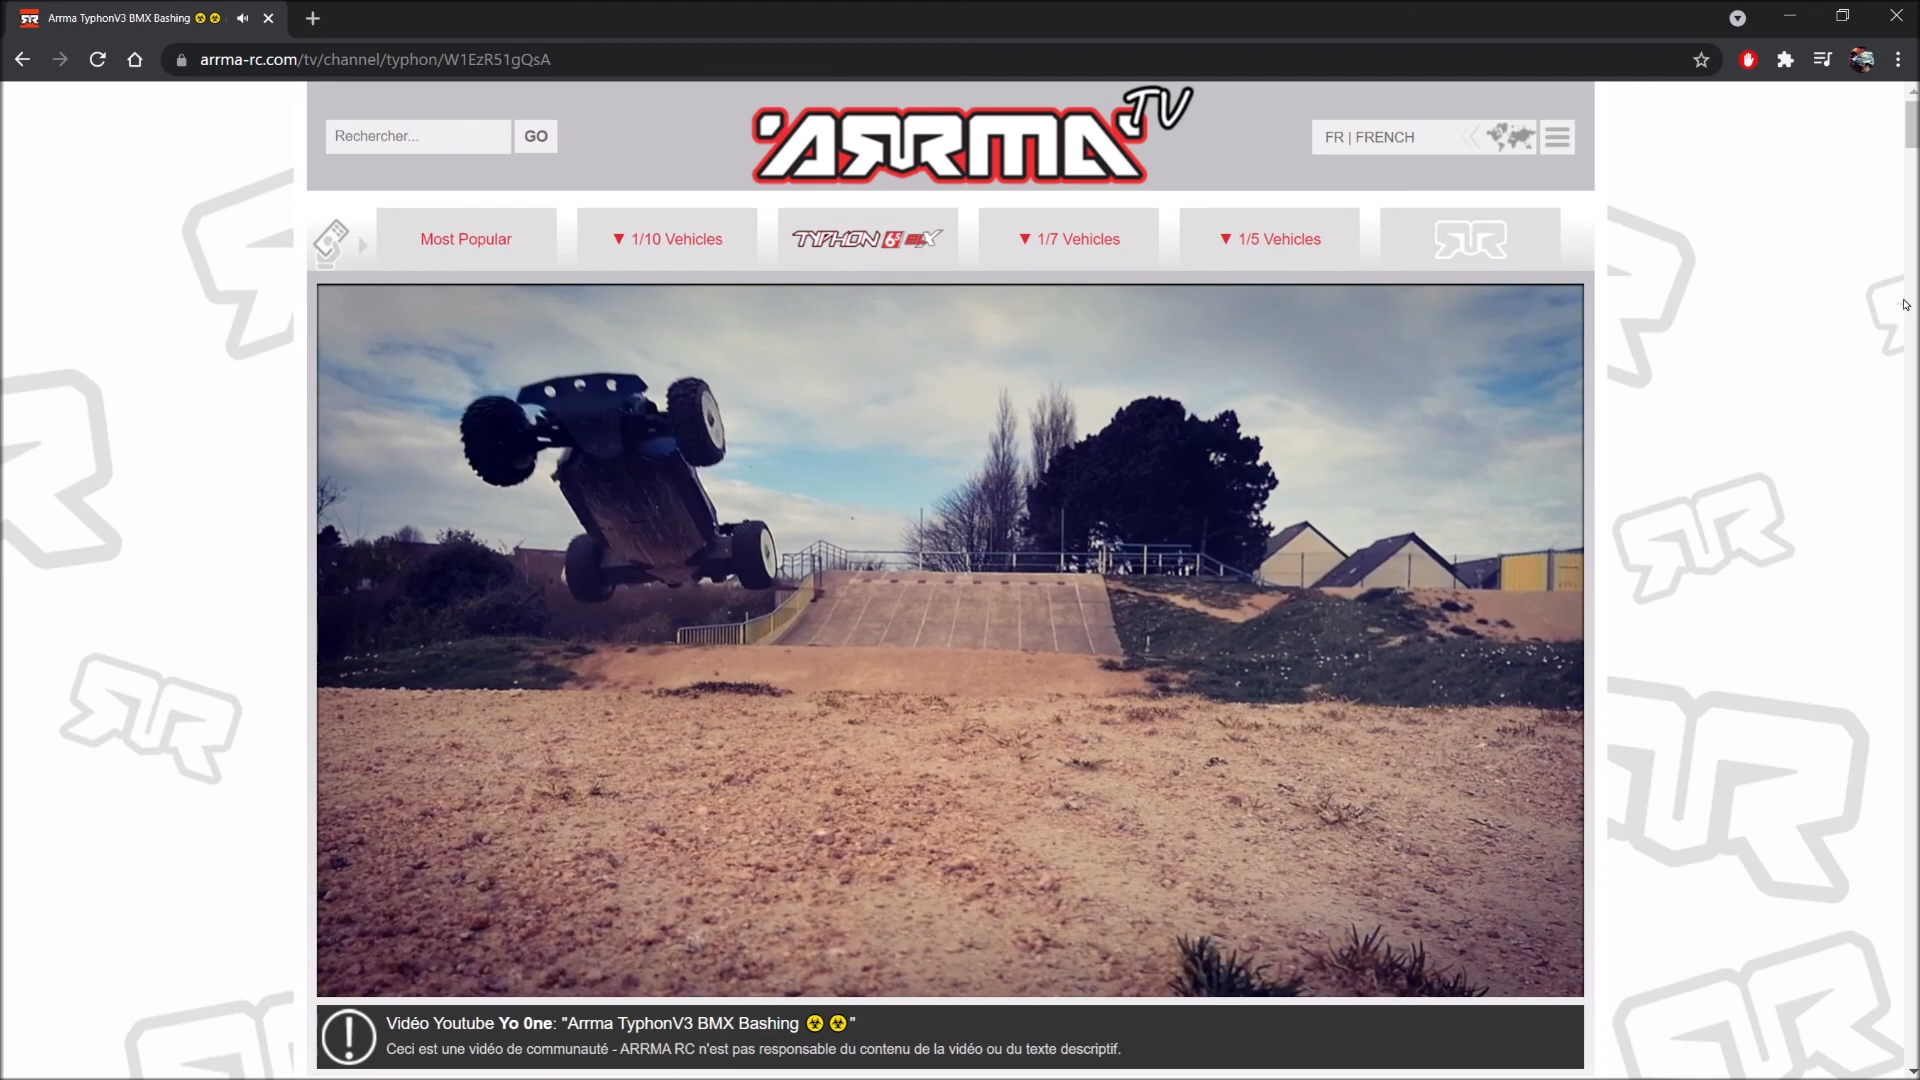 Arrma TyphonV3 BMX Bashing ☣☣
arrma-rc.com/tv/channel/typhon/W1EzR51gQsA
Rechercher...
GO
ARRMA TV
FR | FRENCH
Most Popular
▼ 1/10 Vehicles
TYPHON 6S BLX
▼ 1/7 Vehicles
▼ 1/5 Vehicles
Vidéo Youtube Yo 0ne: "Arrma TyphonV3 BMX Bashing ☣☣"
Ceci est une vidéo de communauté - ARRMA RC n'est pas responsable du contenu de la vidéo ou du texte descriptif.